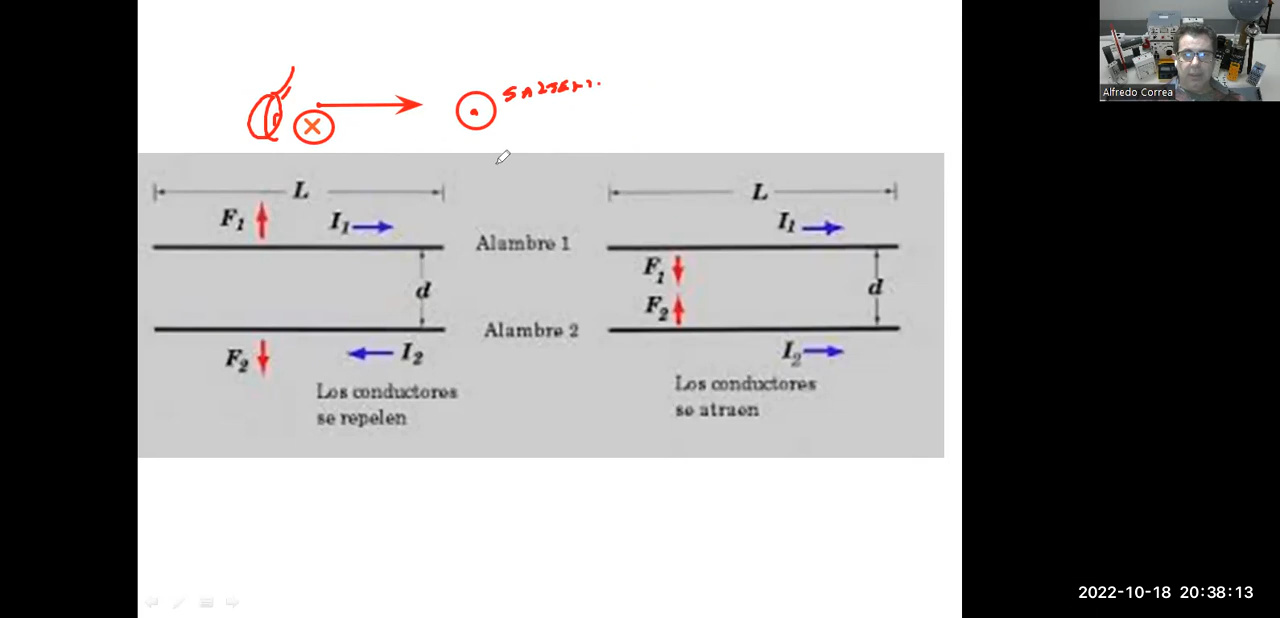 L
F1
I1
Alambre 1
d
Alambre 2
F2
I2
Los conductores
se repelen
L
I1
F1
d
F2
I2
Los conductores
se atraen
Alfredo Correa
2022-10-18 20:38:13